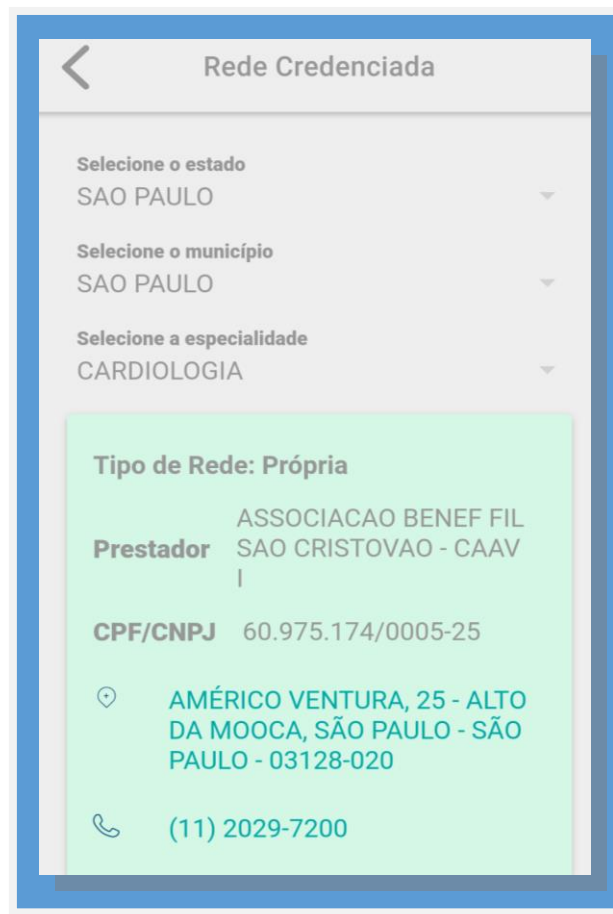 Rede Credenciada
Selecione o estado
SAO PAULO
Selecione o município
SAO PAULO
Selecione a especialidade
CARDIOLOGIA
Tipo de Rede: Própria
Prestador ASSOCIACAO BENEF FIL
SAO CRISTOVAO - CAAV
I
CPF/CNPJ 60.975.174/0005-25
AMÉRICO VENTURA, 25 - ALTO
DA MOOCA, SÃO PAULO - SÃO
PAULO - 03128-020
(11) 2029-7200